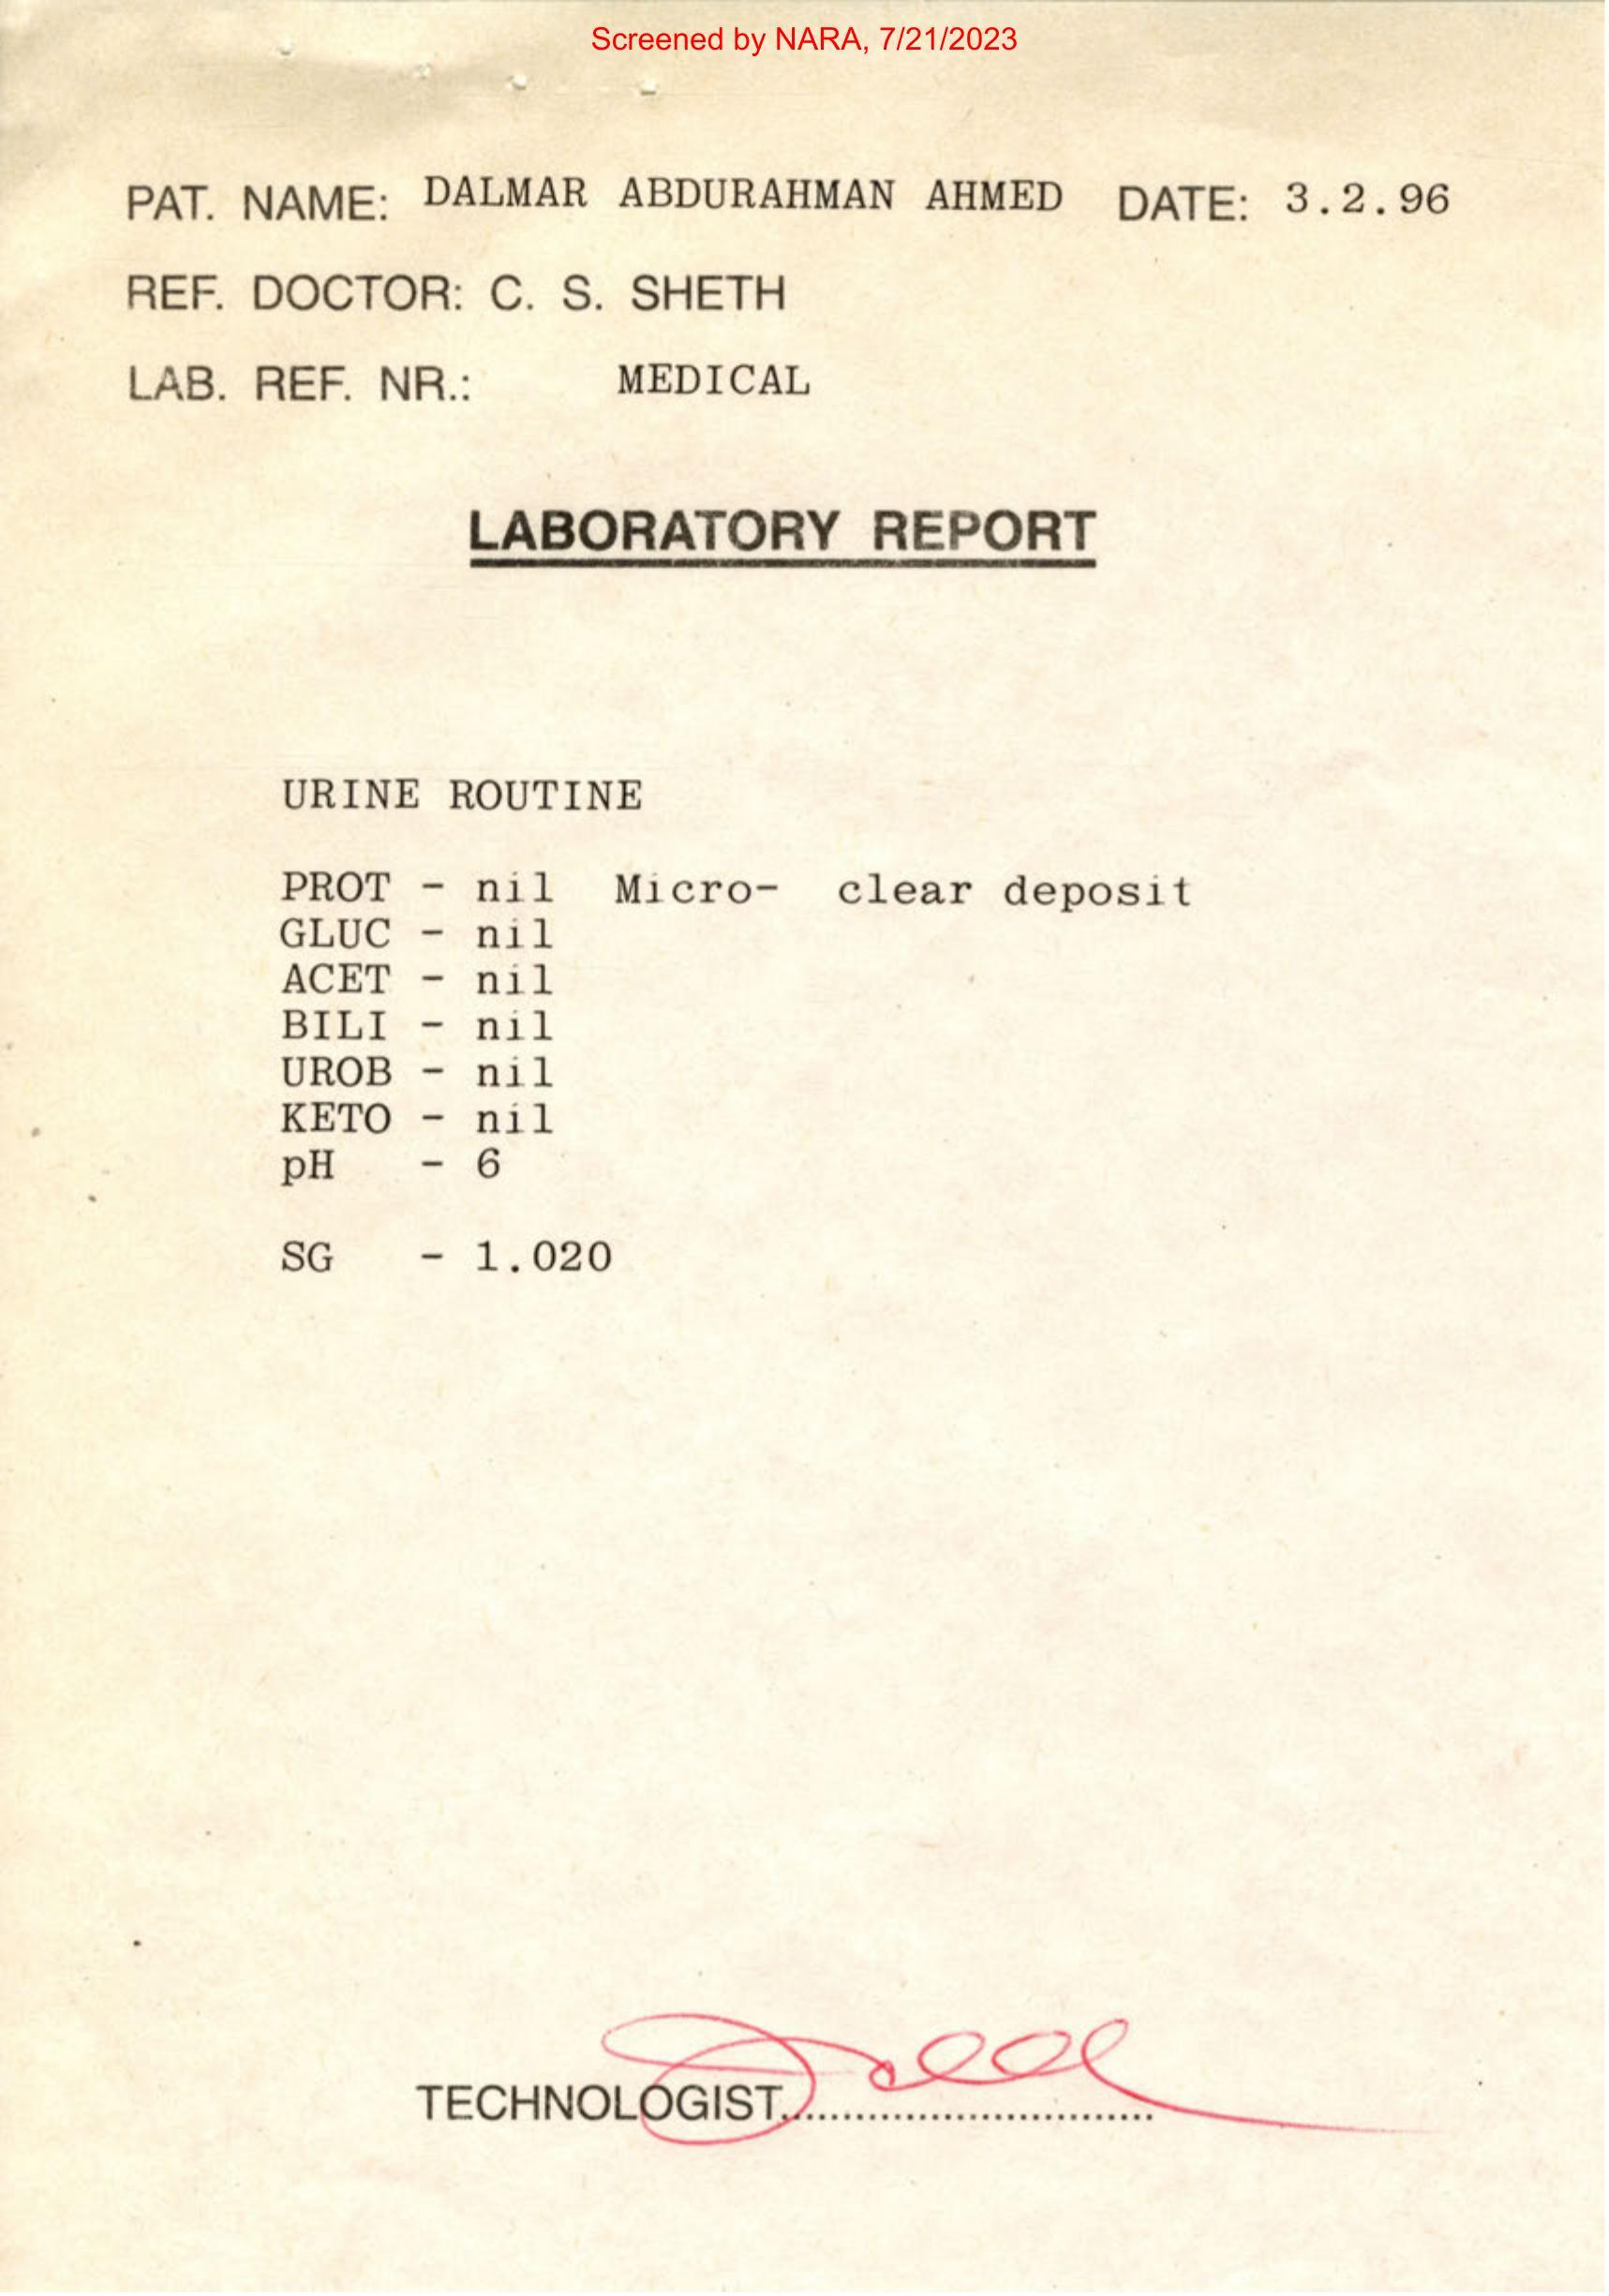 Screened by NARA, 7/21/2023
PAT. NAME: DALMAR ABDURAHMAN AHMED DATE: 3.2.96
REF. DOCTOR: C. S. SHETH
LAB. REF. NR.: MEDICAL
LABORATORY REPORT
URINE ROUTINE
PROT - nil Micro- clear deposit
GLUC - nil
ACET - nil
BILI - nil
UROB - nil
KETO - nil
pH - 6
SG - 1.020
TECHNOLOGIST..............................